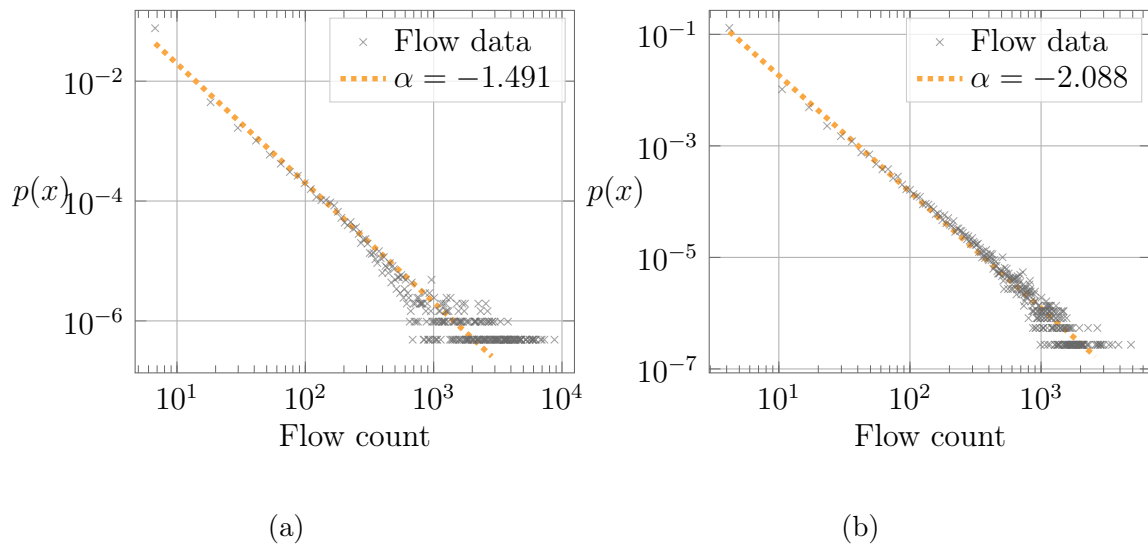 10^{-2}
10^{-4}
10^{-6}
p(x)
Flow data
α = −1.491
10^1
10^2
10^3
10^4
Flow count
(a)
10^{-1}
10^{-3}
10^{-5}
10^{-7}
p(x)
Flow data
α = −2.088
10^1
10^2
10^3
Flow count
(b)